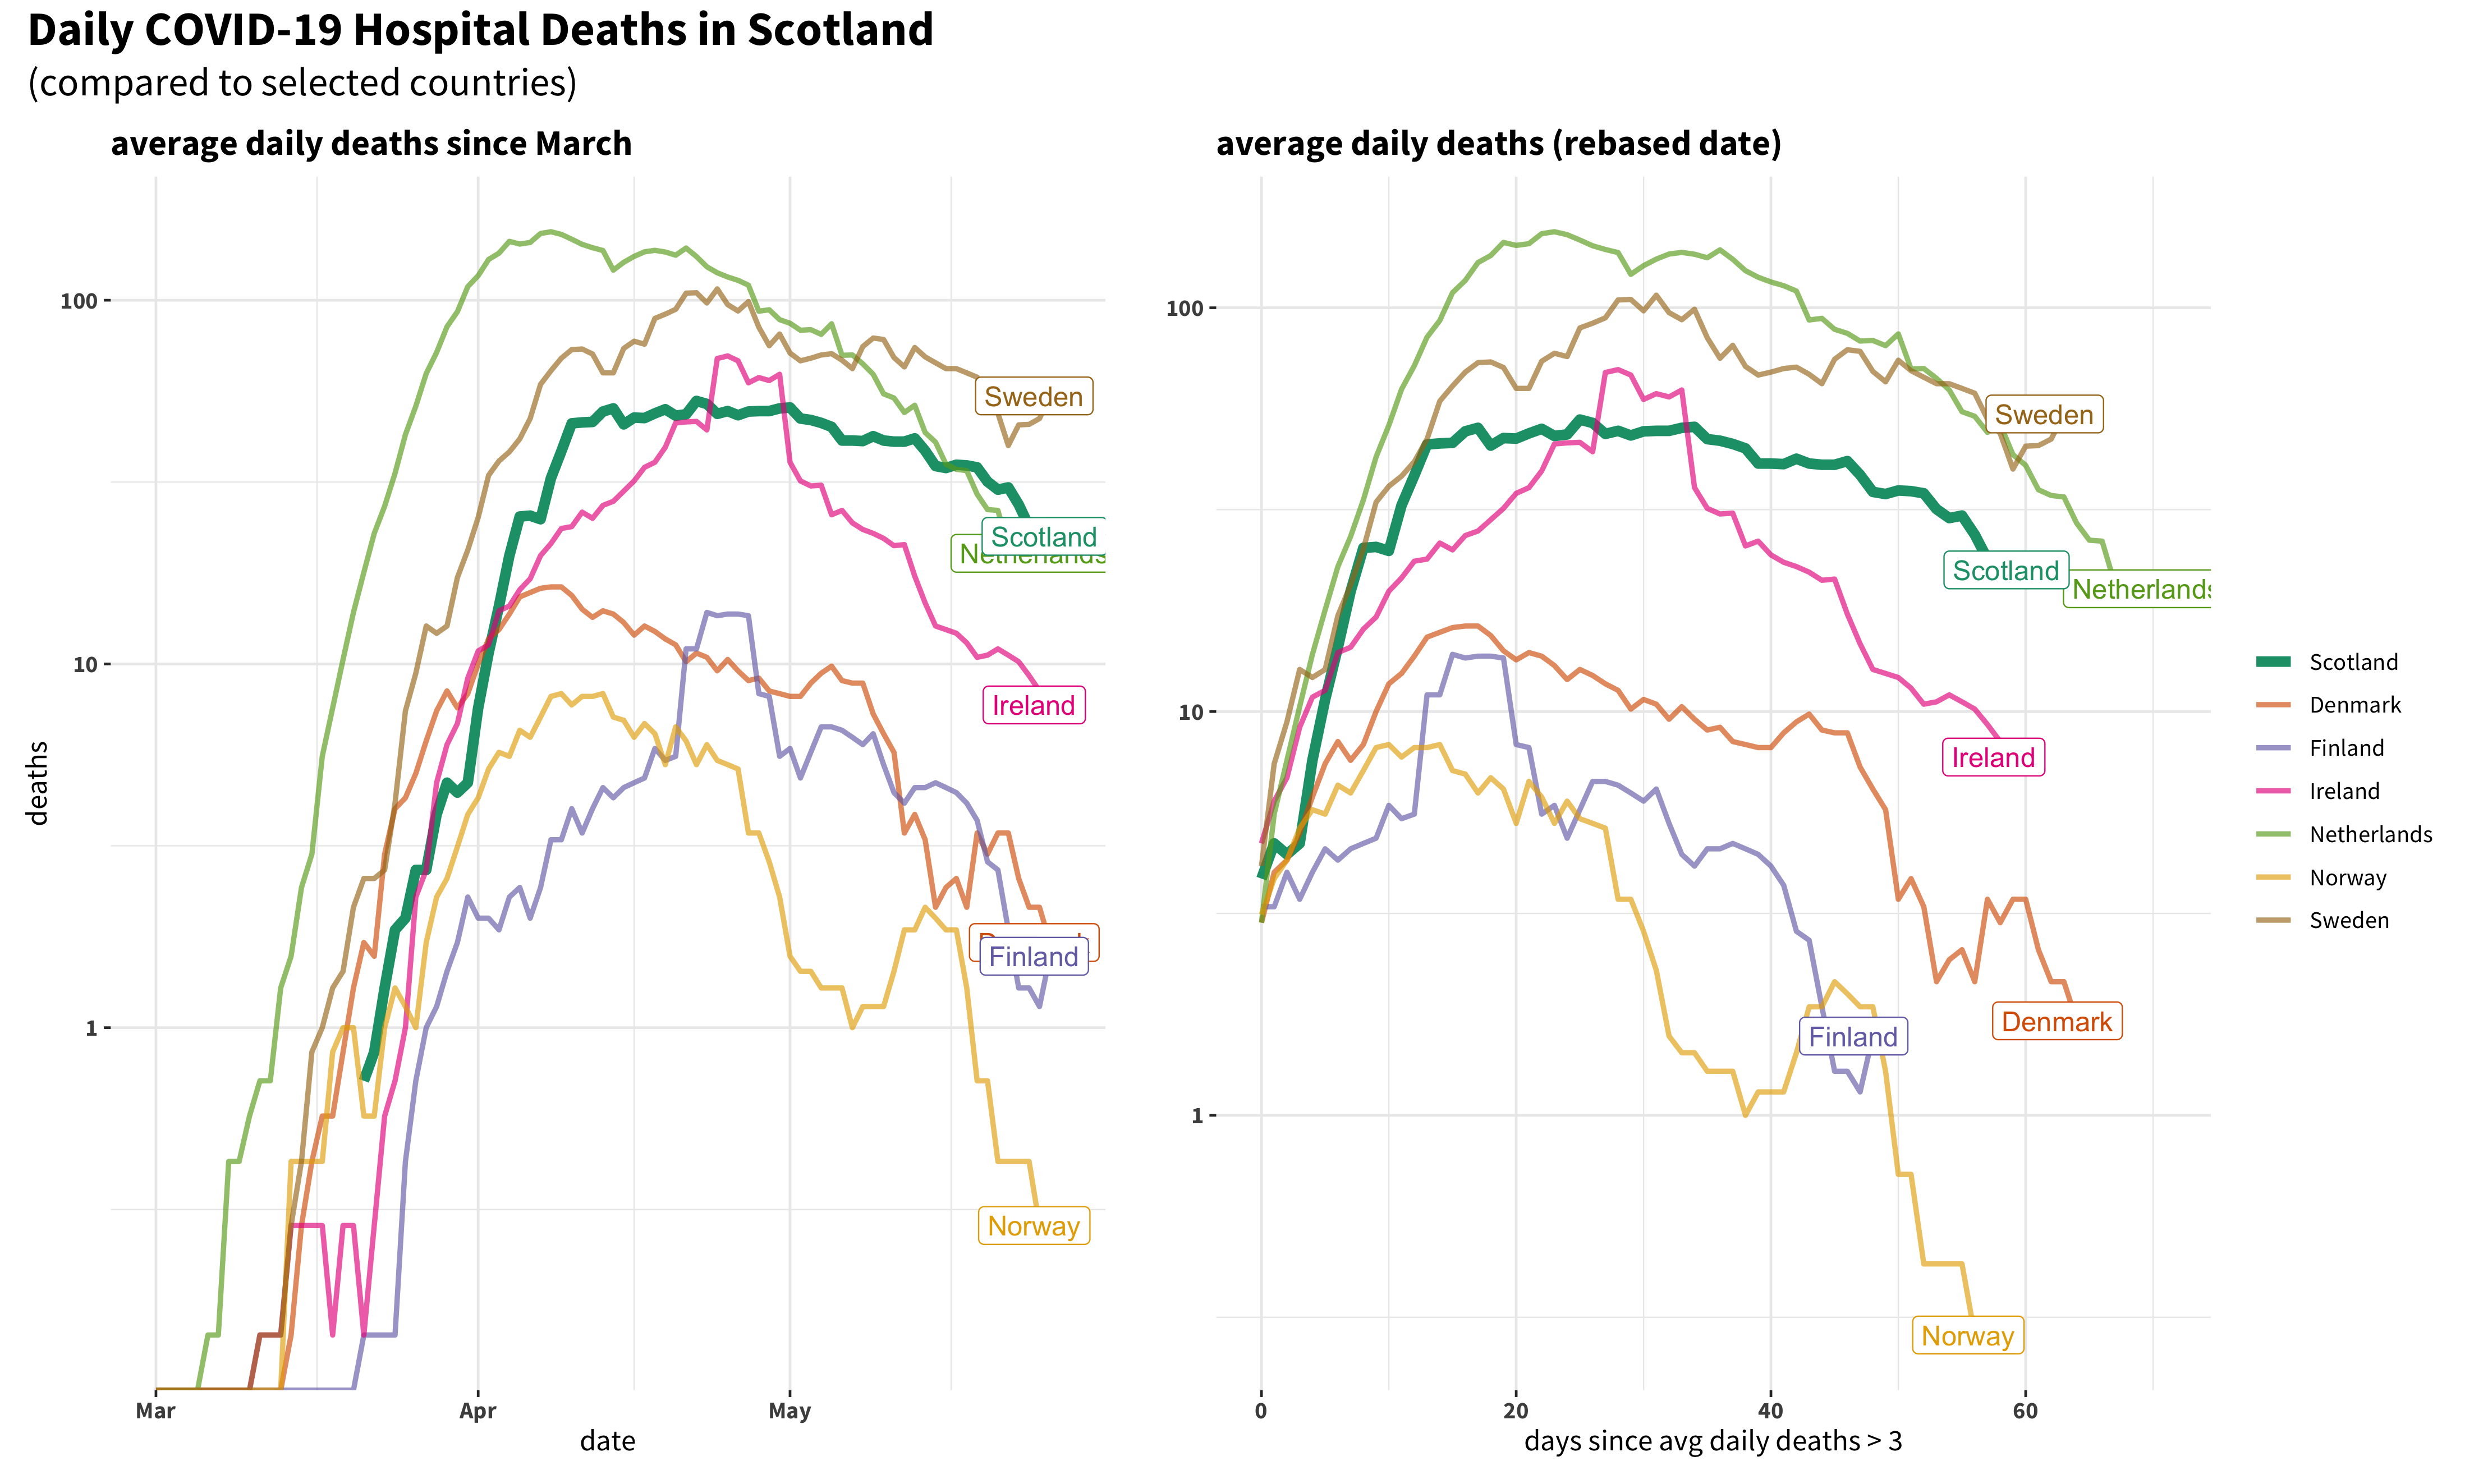 Daily COVID-19 Hospital Deaths in Scotland
(compared to selected countries)
average daily deaths since March
deaths
100
10
1
Mar
Apr
May
date
Sweden
Scotland
Netherlands
Ireland
Finland
Norway
average daily deaths (rebased date)
100
10
1
0
20
40
60
days since avg daily deaths > 3
Sweden
Scotland
Netherlands
Ireland
Finland
Denmark
Norway
Scotland
Denmark
Finland
Ireland
Netherlands
Norway
Sweden